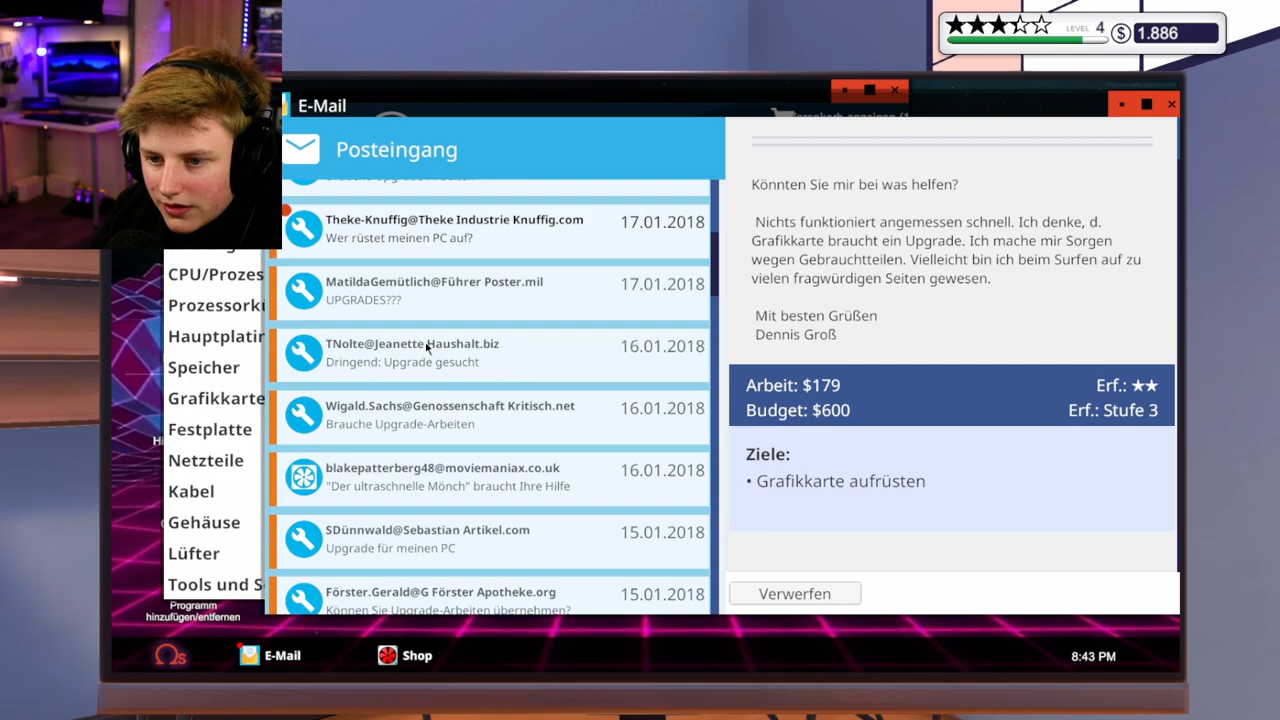 LEVEL 4 $ 1.886
E-Mail
Posteingang
Theke-Knuffig@Theke Industrie Knuffig.com
17.01.2018
Wer rüstet meinen PC auf?
MatildaGemütlich@Führer Poster.mil
17.01.2018
UPGRADES???
TNolte@Jeanette Haushalt.biz
16.01.2018
Dringend: Upgrade gesucht
Wigald.Sachs@Genossenschaft Kritisch.net
16.01.2018
Brauche Upgrade-Arbeiten
blakepatterberg48@moviemaniax.co.uk
16.01.2018
"Der ultraschnelle Mönch" braucht Ihre Hilfe
SDünnwald@Sebastian Artikel.com
15.01.2018
Upgrade für meinen PC
Förster.Gerald@G Förster Apotheke.org
15.01.2018
Können Sie Upgrade-Arbeiten übernehmen?
Könnten Sie mir bei was helfen?
Nichts funktioniert angemessen schnell. Ich denke, d.
Grafikkarte braucht ein Upgrade. Ich mache mir Sorgen
wegen Gebrauchtteilen. Vielleicht bin ich beim Surfen auf zu
vielen fragwürdigen Seiten gewesen.
Mit besten Grüßen
Dennis Groß
Arbeit: $179
Erf.: ★★
Budget: $600
Erf.: Stufe 3
Ziele:
• Grafikkarte aufrüsten
Verwerfen
CPU/Prozes
Prozessorkü
Hauptplatin
Speicher
Grafikkarte
Festplatte
Netzteile
Kabel
Gehäuse
Lüfter
Tools und S
Programm
hinzufügen/entfernen
Os
E-Mail
Shop
8:43 PM